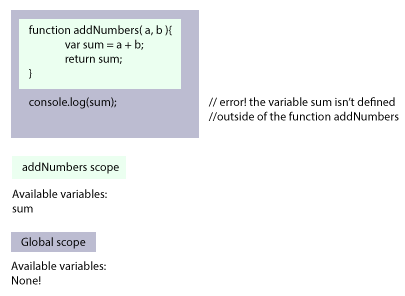 function addNumbers( a, b ){
var sum = a + b;
return sum;
}
console.log(sum);
// error! the variable sum isn't defined
//outside of the function addNumbers
addNumbers scope
Available variables:
sum
Global scope
Available variables:
None!